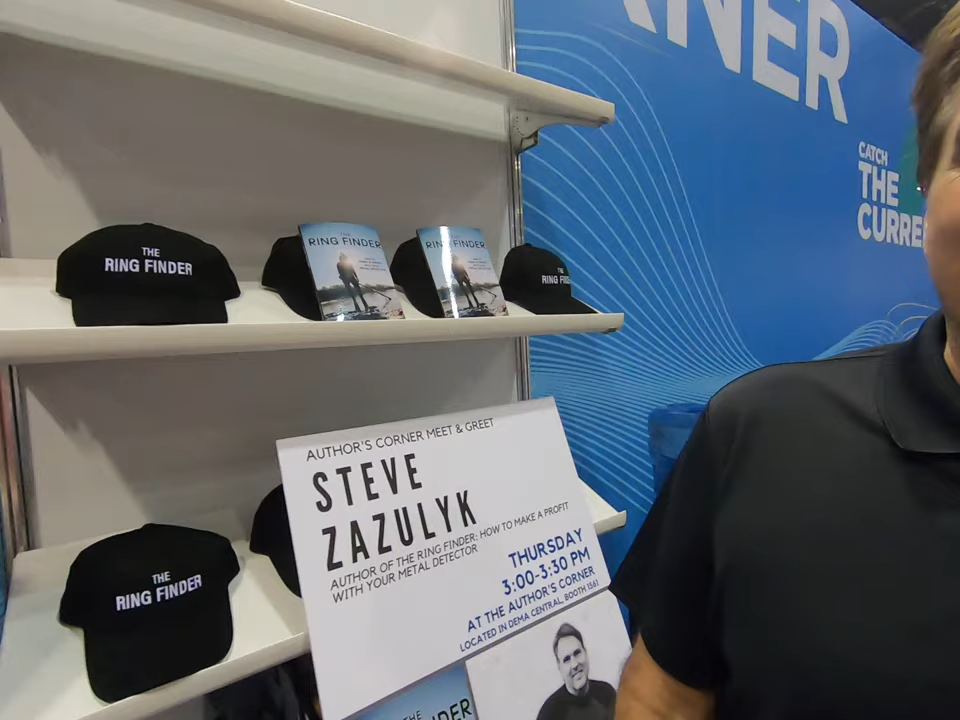 NER
CATCH
THE
THE
RING FINDER
THE
RING FINDER
RING FINDER
THE
RING FINDER
AUTHOR'S CORNER MEET & GREET
STEVE
ZAZULYK
AUTHOR OF THE RING FINDER: HOW TO MAKE A PROFIT
WITH YOUR METAL DETECTOR
THURSDAY
3:00-3:30 PM
AT THE AUTHOR'S CORNER
LOCATED IN DEMA CENTRAL, BOOTH 1561
THE
RING FINDER
THE